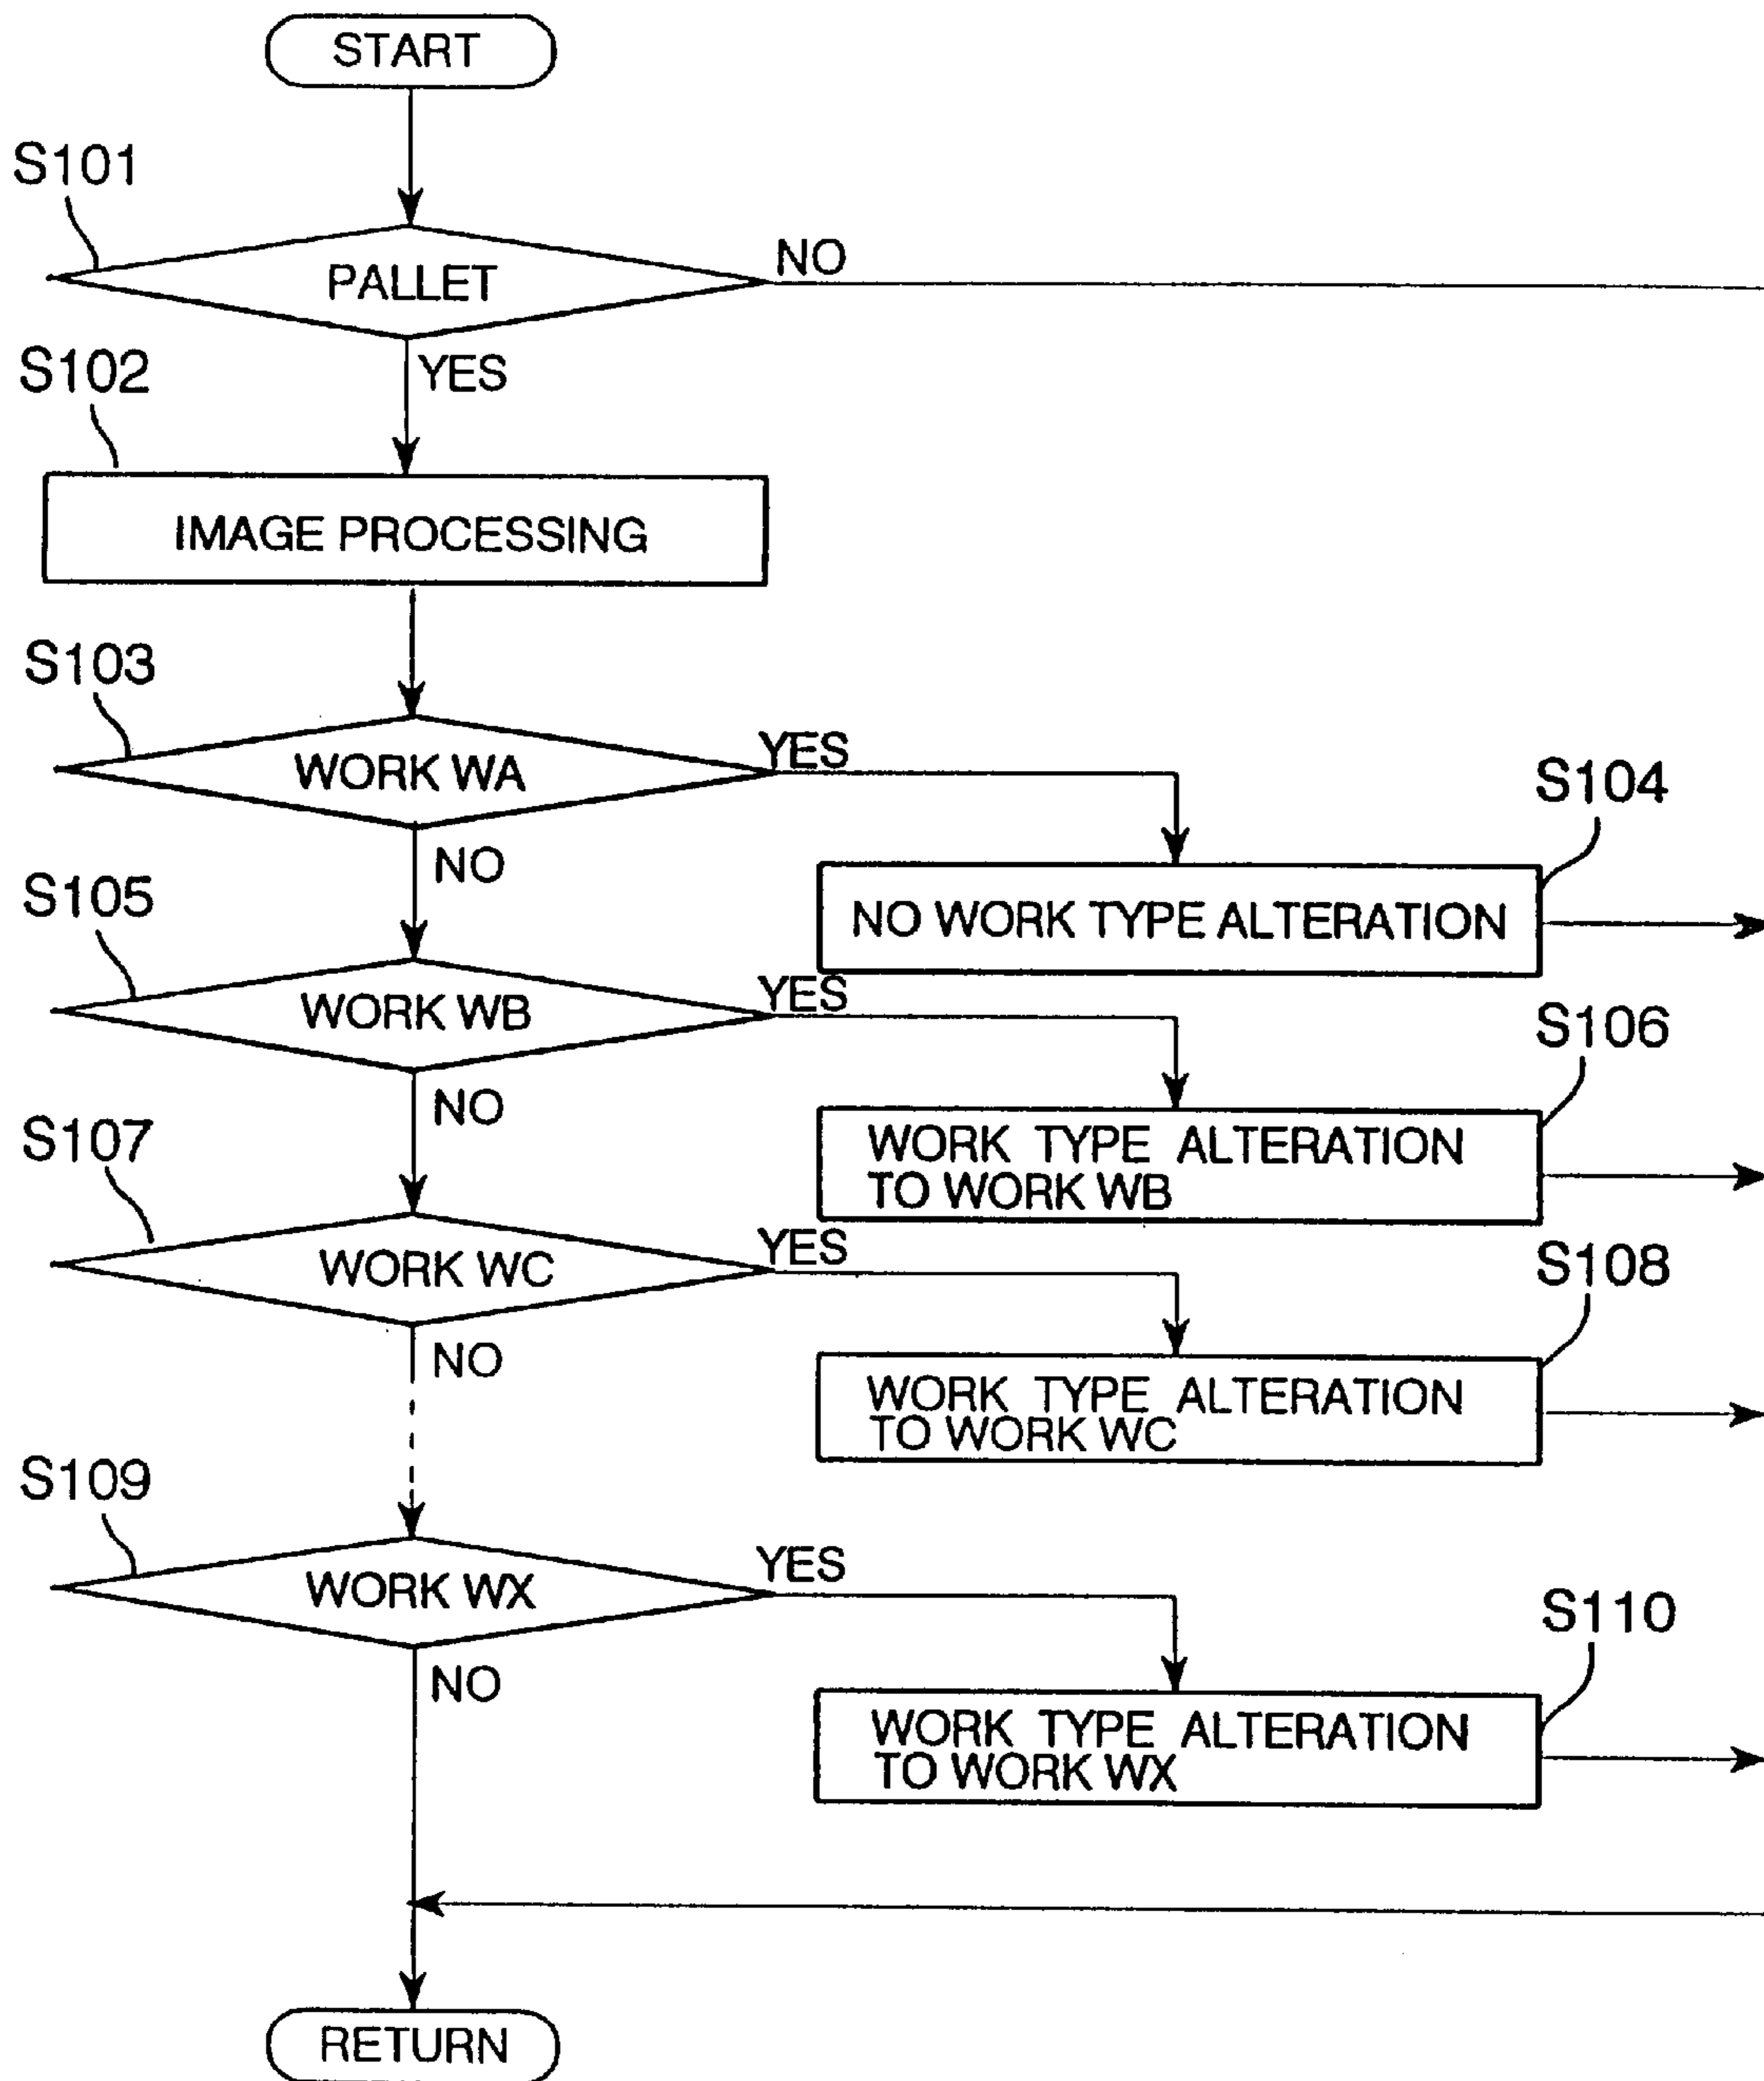 START
S101
PALLET
NO
YES
S102
IMAGE PROCESSING
S103
WORK WA
YES
NO
S104
NO WORK TYPE ALTERATION
S105
WORK WB
YES
NO
S106
WORK TYPE ALTERATION
TO WORK WB
S107
WORK WC
YES
NO
S108
WORK TYPE ALTERATION
TO WORK WC
S109
WORK WX
YES
NO
S110
WORK TYPE ALTERATION
TO WORK WX
RETURN